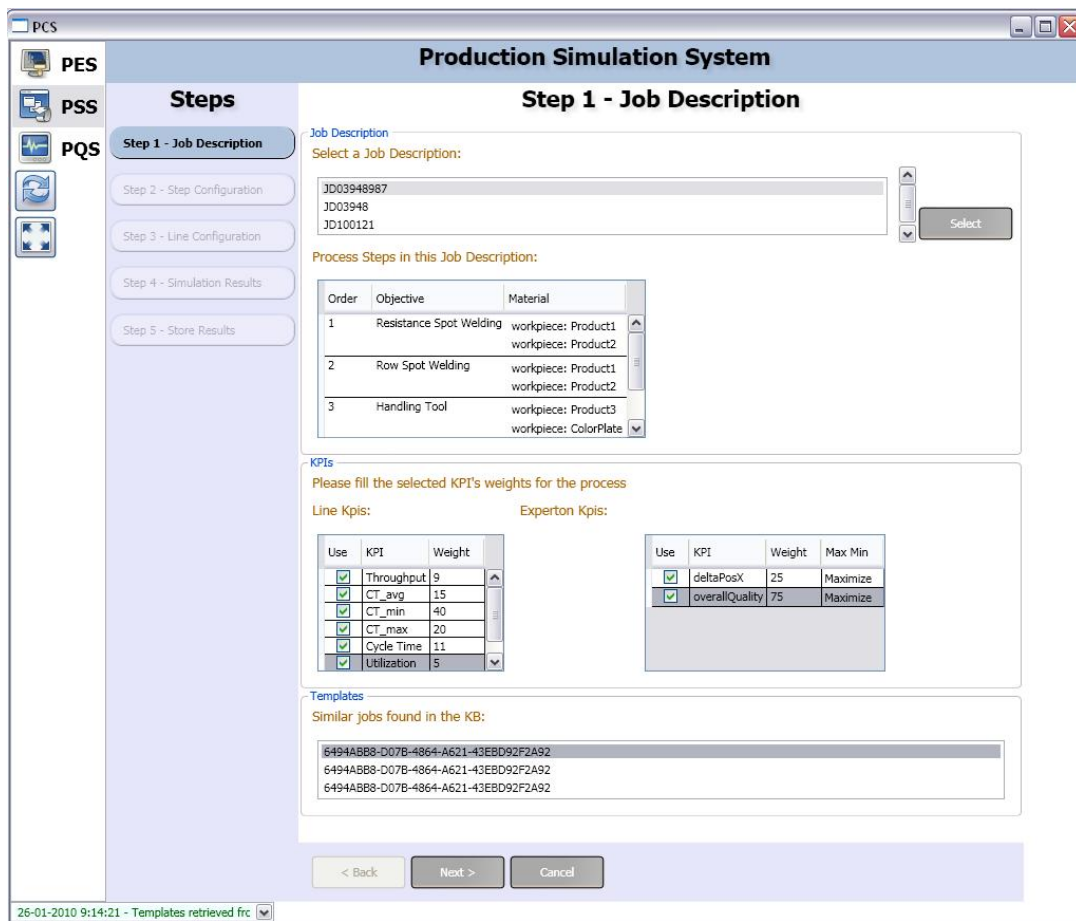 PCS
PES
PSS
PQS
Production Simulation System
Steps
Step 1 - Job Description
Step 2 - Step Configuration
Step 3 - Line Configuration
Step 4 - Simulation Results
Step 5 - Store Results
Step 1 - Job Description
Job Description
Select a Job Description:
JD03948987
JD03948
JD100121
Select
Process Steps in this Job Description:
Order Objective Material
1 Resistance Spot Welding workpiece: Product1
workpiece: Product2
2 Row Spot Welding workpiece: Product1
workpiece: Product2
3 Handling Tool workpiece: Product3
workpiece: ColorPlate
KPIs
Please fill the selected KPI's weights for the process
Line Kpis: Experton Kpis:
Use KPI Weight
Throughput 9
CT_avg 15
CT_min 40
CT_max 20
Cycle Time 11
Utilization 5
Use KPI Weight Max Min
deltaPosX 25 Maximize
overallQuality 75 Maximize
Templates
Similar jobs found in the KB:
6494ABB8-D07B-4864-A621-43EBD92F2A92
6494ABB8-D07B-4864-A621-43EBD92F2A92
6494ABB8-D07B-4864-A621-43EBD92F2A92
< Back Next > Cancel
26-01-2010 9:14:21 - Templates retrieved frc